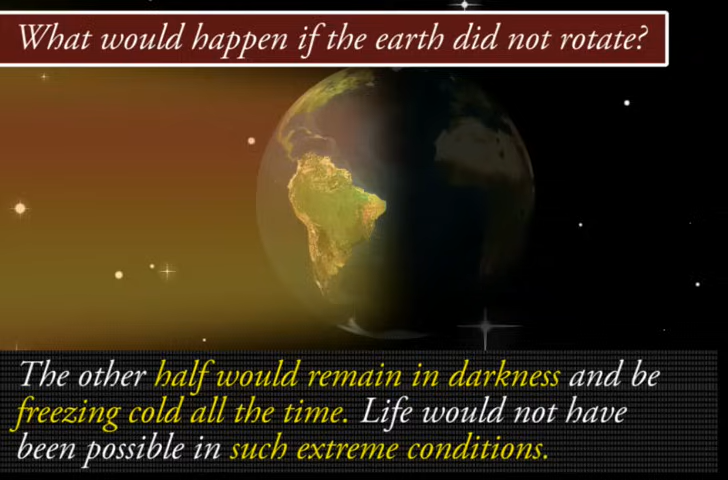 What would happen if the earth did not rotate?
The other half would remain in darkness and be
freezing cold all the time. Life would not have
been possible in such extreme conditions.